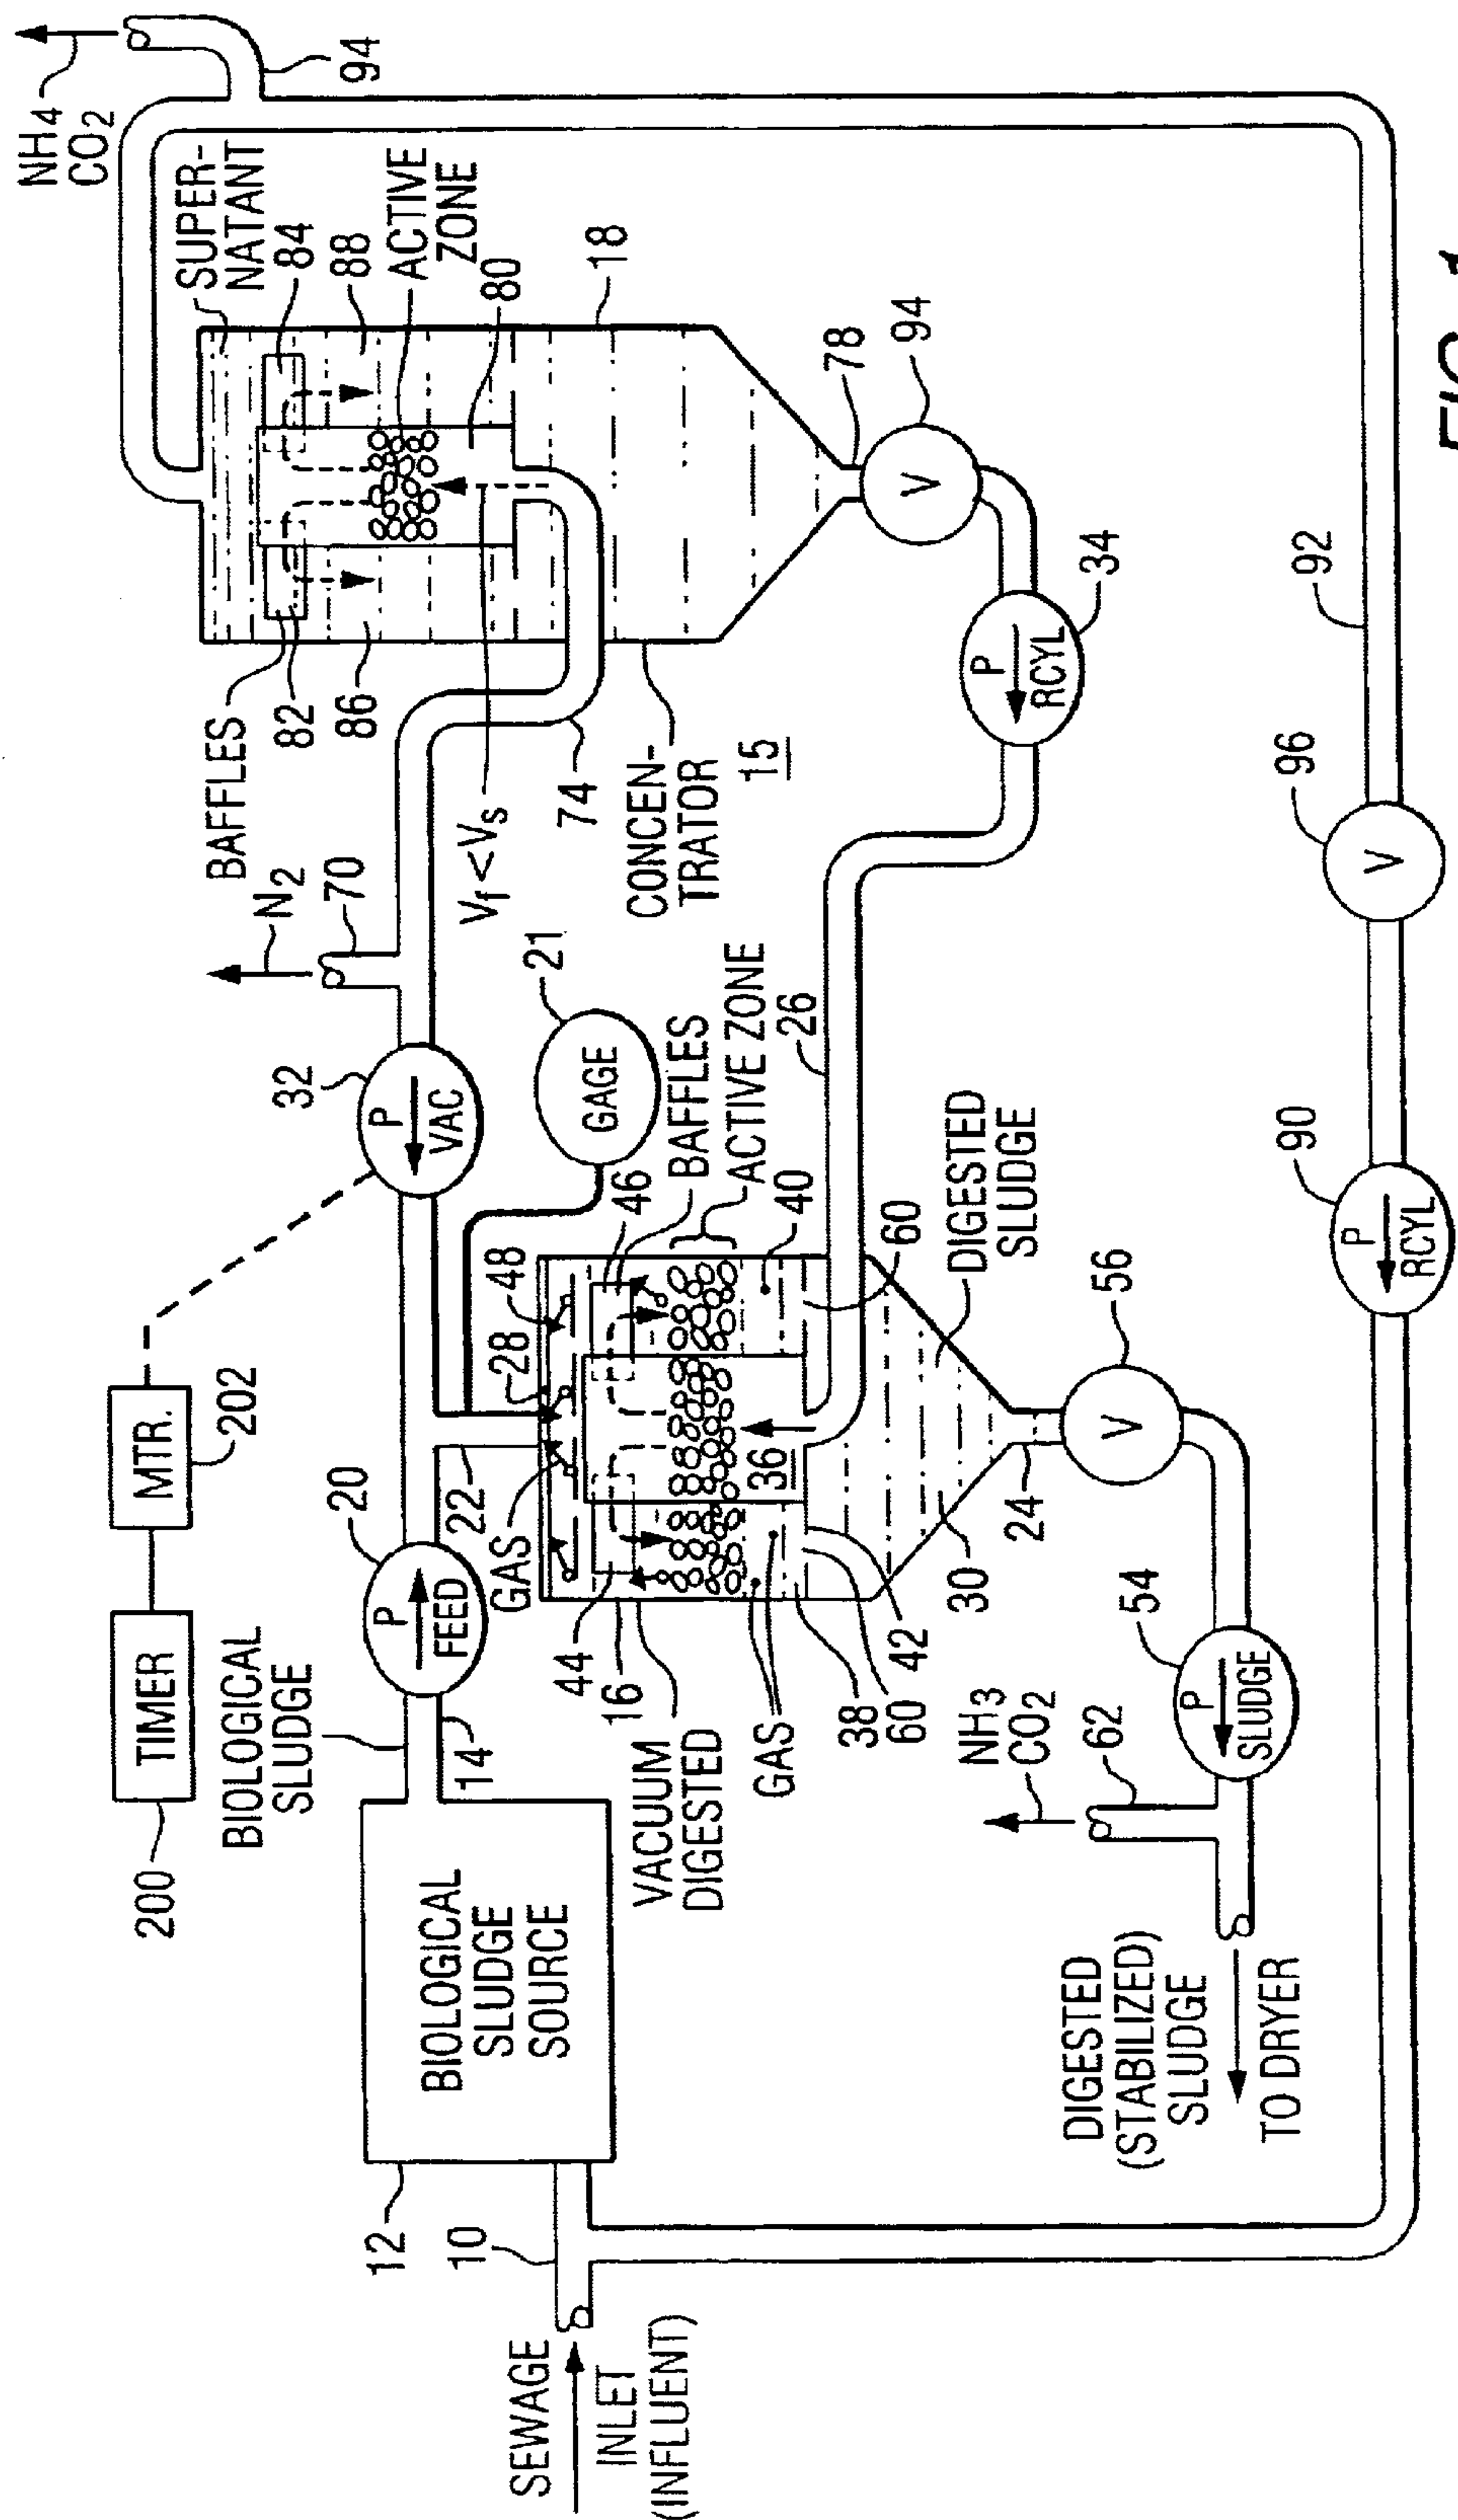 200
TIMER
MTR.
202
NH4
CO2
94
BIOLOGICAL
SLUDGE
14
20
P
FEED
32
P
VAC
N2
70
BAFFLES
82
86
SUPER-
NATANT
84
88
ACTIVE
ZONE
80
18
12
BIOLOGICAL
SLUDGE
SOURCE
10
SEWAGE
INLET
(INFLUENT)
22
GAS
28
48
GAGE
21
Vf<Vs
74
CONCEN-
TRATOR
15
78
V
94
44
16
VACUUM
DIGESTED
GAS
38
60
42
36
46
BAFFLES
ACTIVE ZONE
40
26
60
DIGESTED
SLUDGE
30
24
34
P
RCYL
NH3
CO2
62
54
P
SLUDGE
V
56
DIGESTED
(STABILIZED)
SLUDGE
TO DRYER
90
P
RCYL
96
V
92